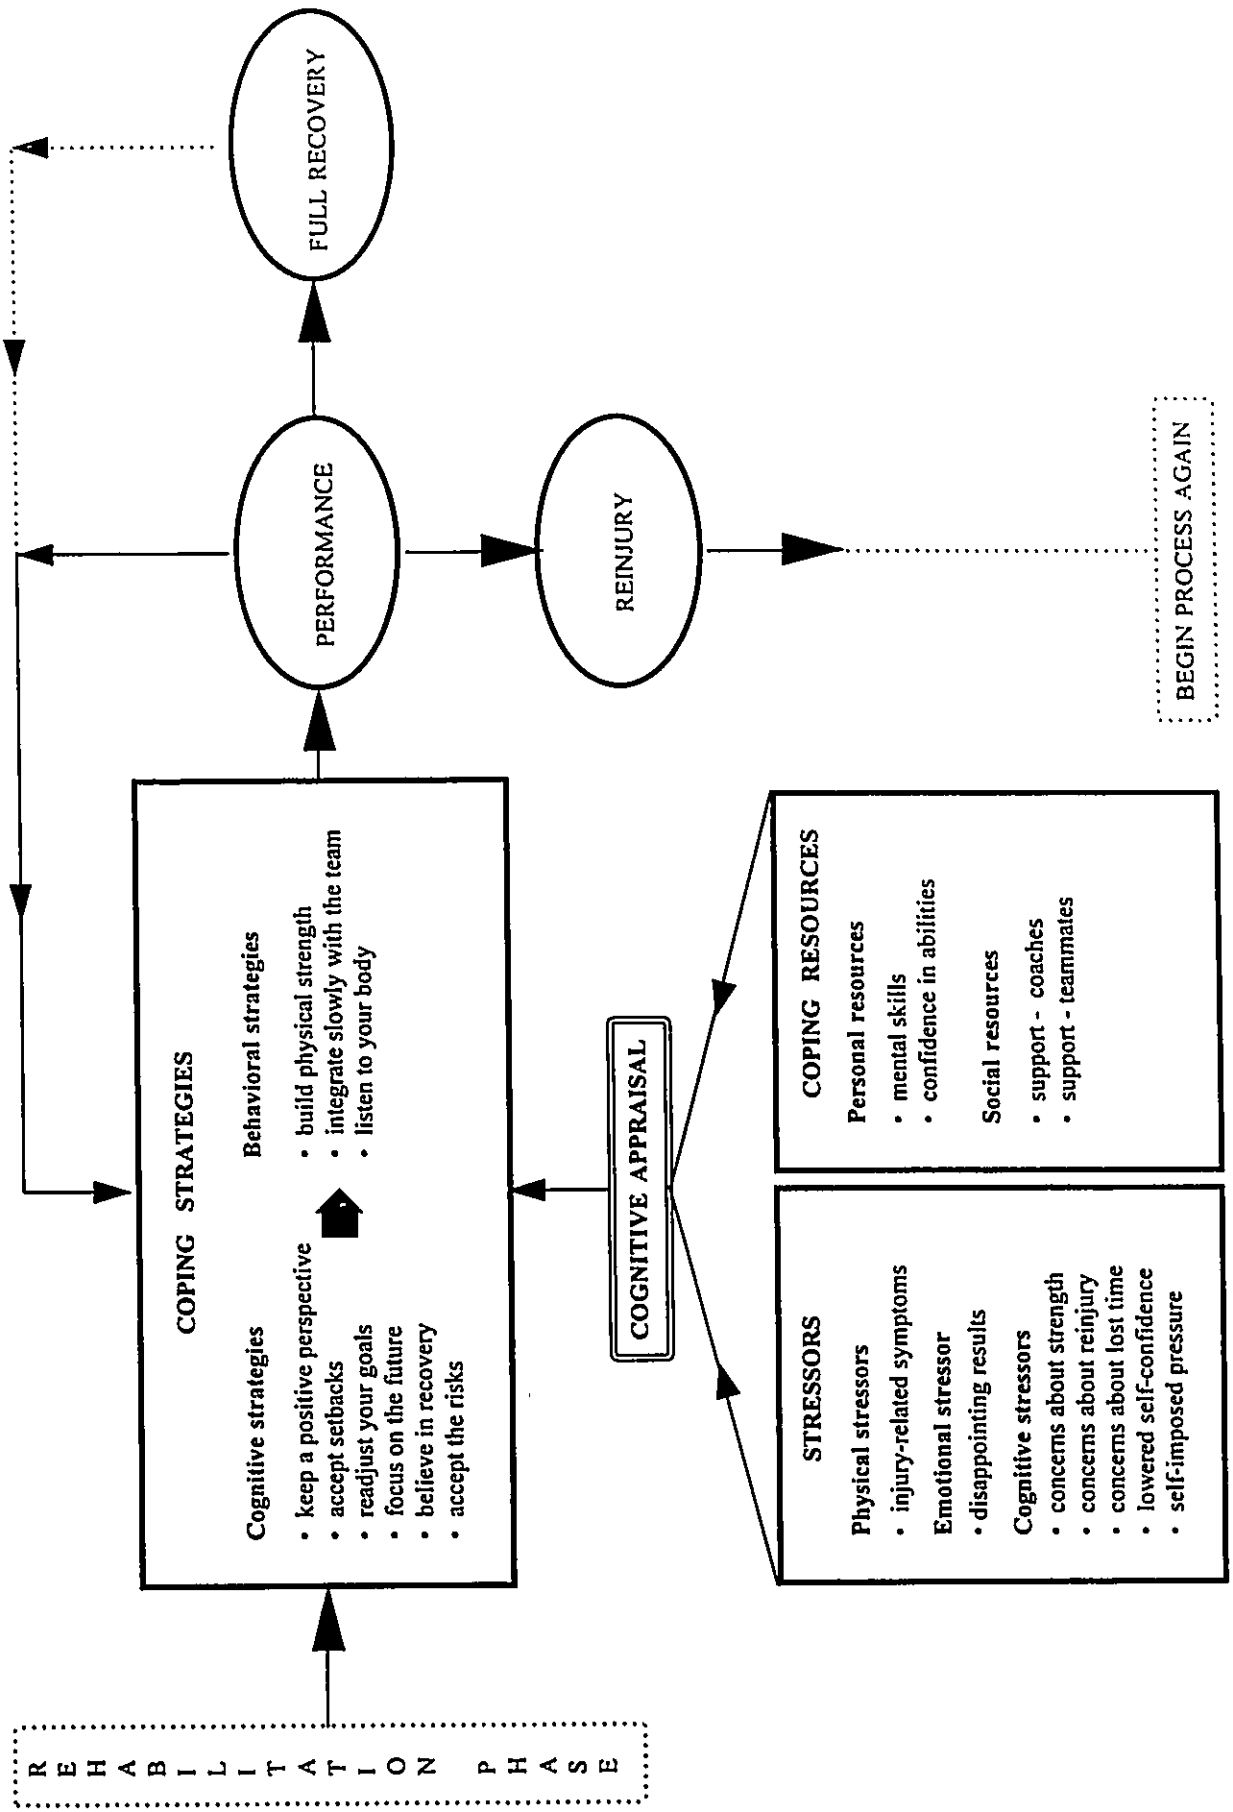 REHABILITATION PHASE
COPING STRATEGIES
Cognitive strategies
• keep a positive perspective
• accept setbacks
• readjust your goals
• focus on the future
• believe in recovery
• accept the risks
Behavioral strategies
• build physical strength
• integrate slowly with the team
• listen to your body
PERFORMANCE
FULL RECOVERY
REINJURY
BEGIN PROCESS AGAIN
COGNITIVE APPRAISAL
STRESSORS
Physical stressors
• injury-related symptoms
Emotional stressor
• disappointing results
Cognitive stressors
• concerns about strength
• concerns about reinjury
• concerns about lost time
• lowered self-confidence
• self-imposed pressure
COPING RESOURCES
Personal resources
• mental skills
• confidence in abilities
Social resources
• support - coaches
• support - teammates